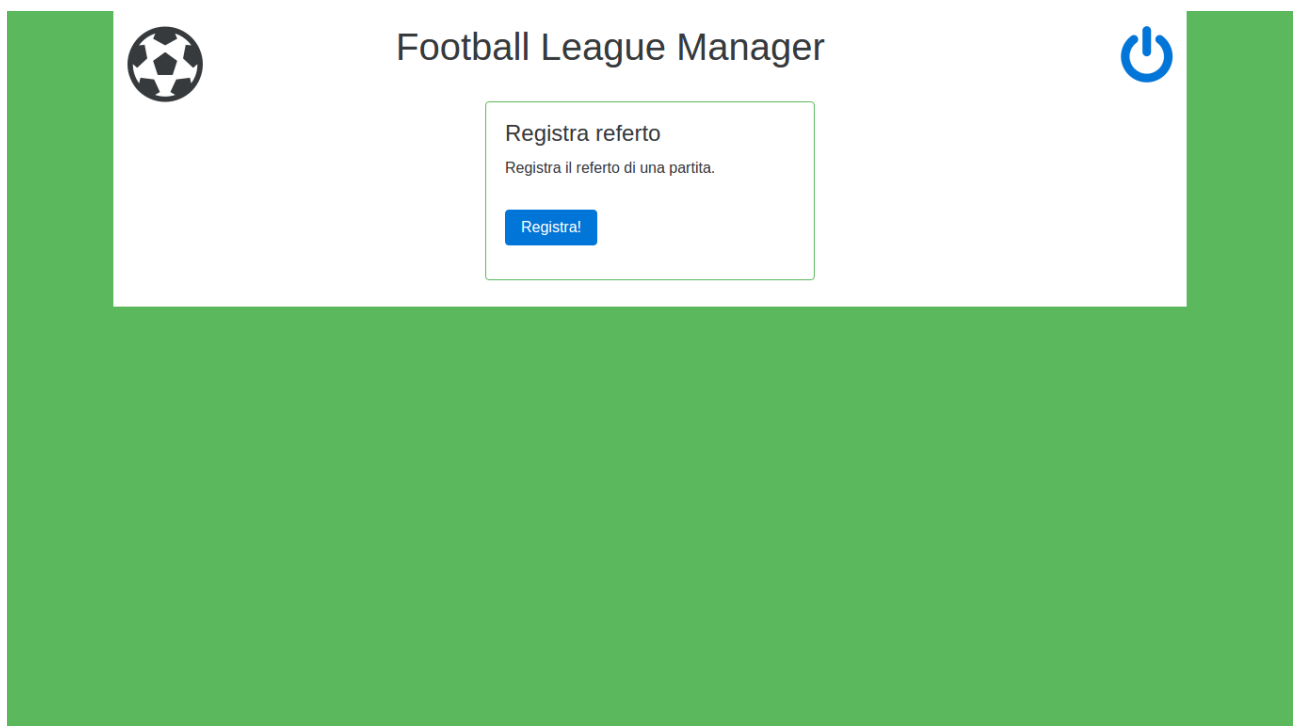 Football League Manager
Registra referto
Registra il referto di una partita.
Registra!